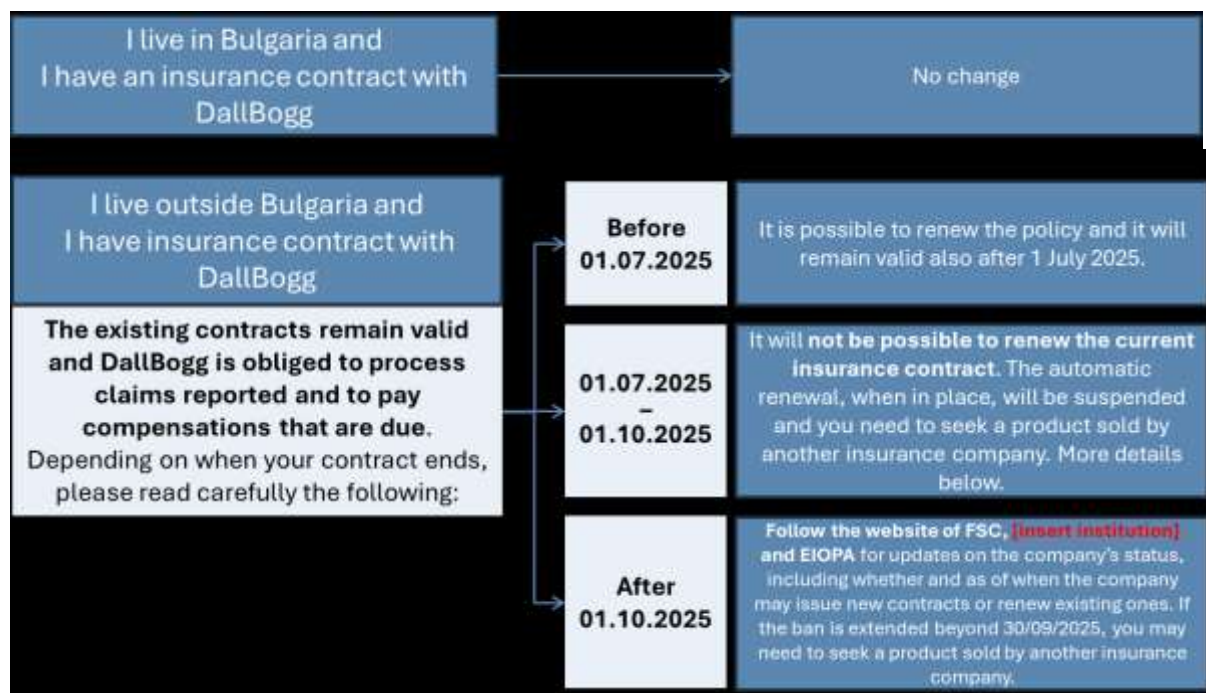 I live in Bulgaria and
I have an insurance contract with
DallBogg
No change
I live outside Bulgaria and
I have insurance contract with
DallBogg
The existing contracts remain valid
and DallBogg is obliged to process
claims reported and to pay
compensations that are due.
Depending on when your contract ends,
please read carefully the following:
Before
01.07.2025
It is possible to renew the policy and it will
remain valid also after 1 July 2025.
01.07.2025
–
01.10.2025
It will not be possible to renew the current
insurance contract. The automatic
renewal, when in place, will be suspended
and you need to seek a product sold by
another insurance company. More details
below.
After
01.10.2025
Follow the website of FSC, [insert institution]
and EIOPA for updates on the company's status,
including whether and as of when the company
may issue new contracts or renew existing ones. If
the ban is extended beyond 30/09/2025, you may
need to seek a product sold by another insurance
company.